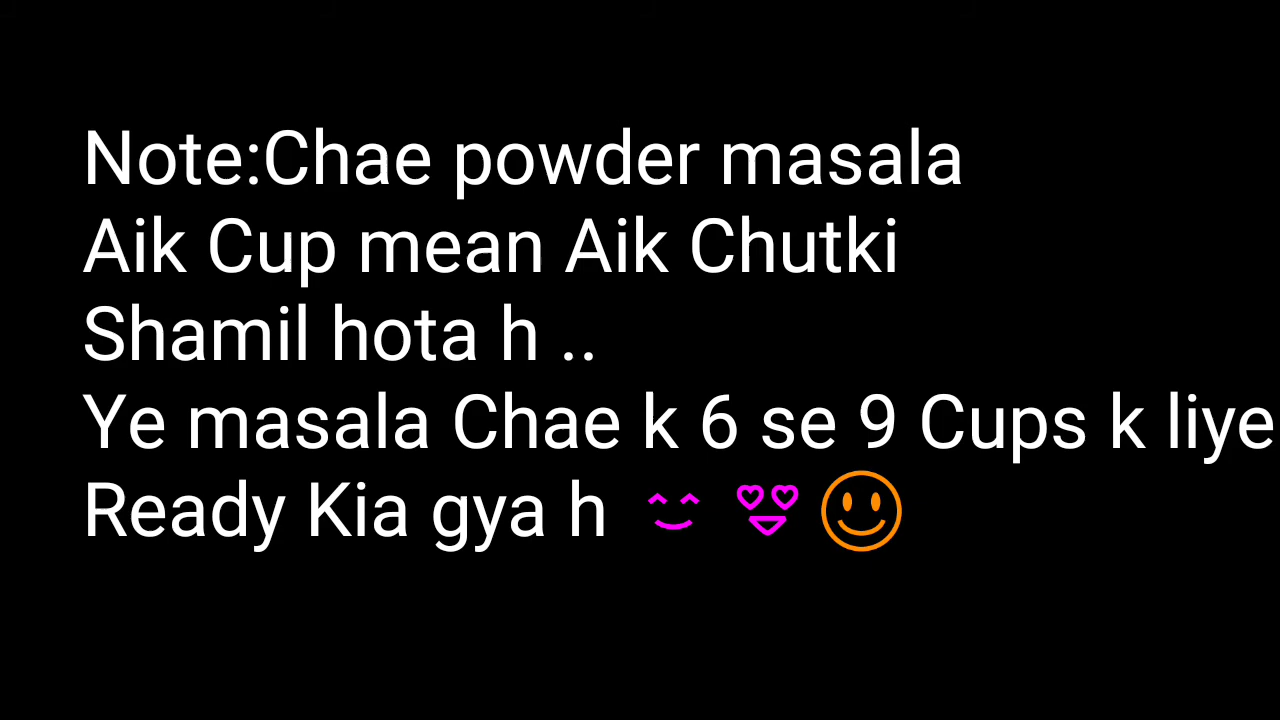 Note:Chae powder masala
Aik Cup mean Aik Chutki
Shamil hota h ..
Ye masala Chae k 6 se 9 Cups k liye
Ready Kia gya h 😊 😍 😃